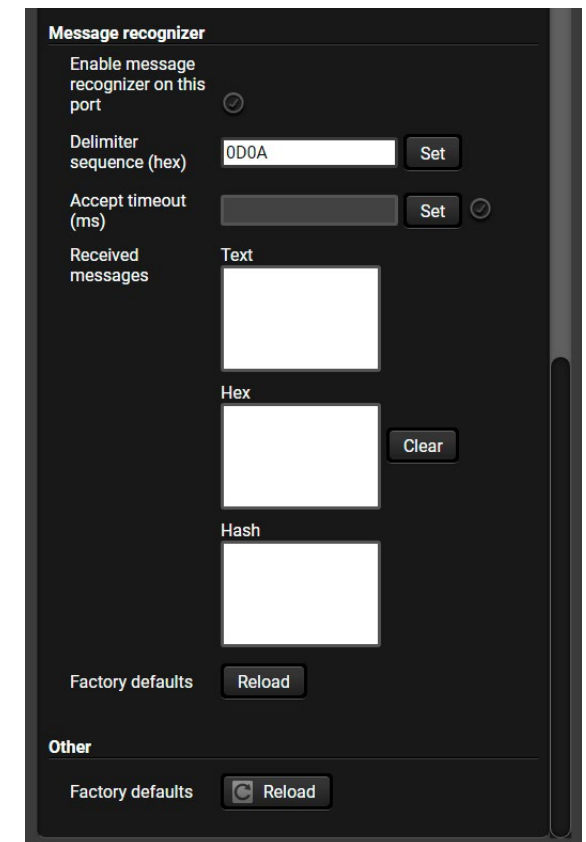 Message recognizer
Enable message
recognizer on this
port
Delimiter
sequence (hex)
0D0A
Set
Accept timeout
(ms)
Set
Received
messages
Text
Hex
Clear
Hash
Factory defaults
Reload
Other
Factory defaults
Reload